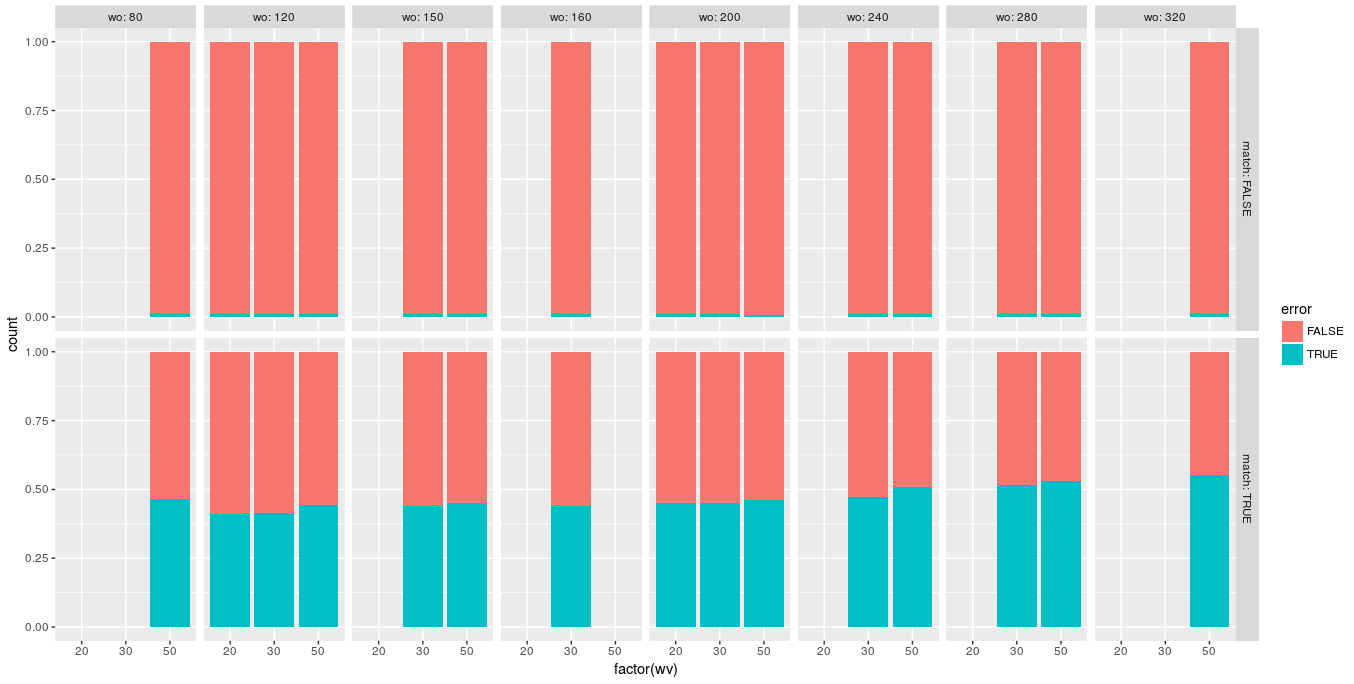 wo: 80 wo: 120 wo: 150 wo: 160 wo: 200 wo: 240 wo: 280 wo: 320
1.00
0.75
0.50
0.25
0.00
match: FALSE
1.00
0.75
0.50
0.25
0.00
match: TRUE
count
20 30 50 20 30 50 20 30 50 20 30 50 20 30 50 20 30 50 20 30 50 20 30 50
factor(wv)
error
FALSE
TRUE